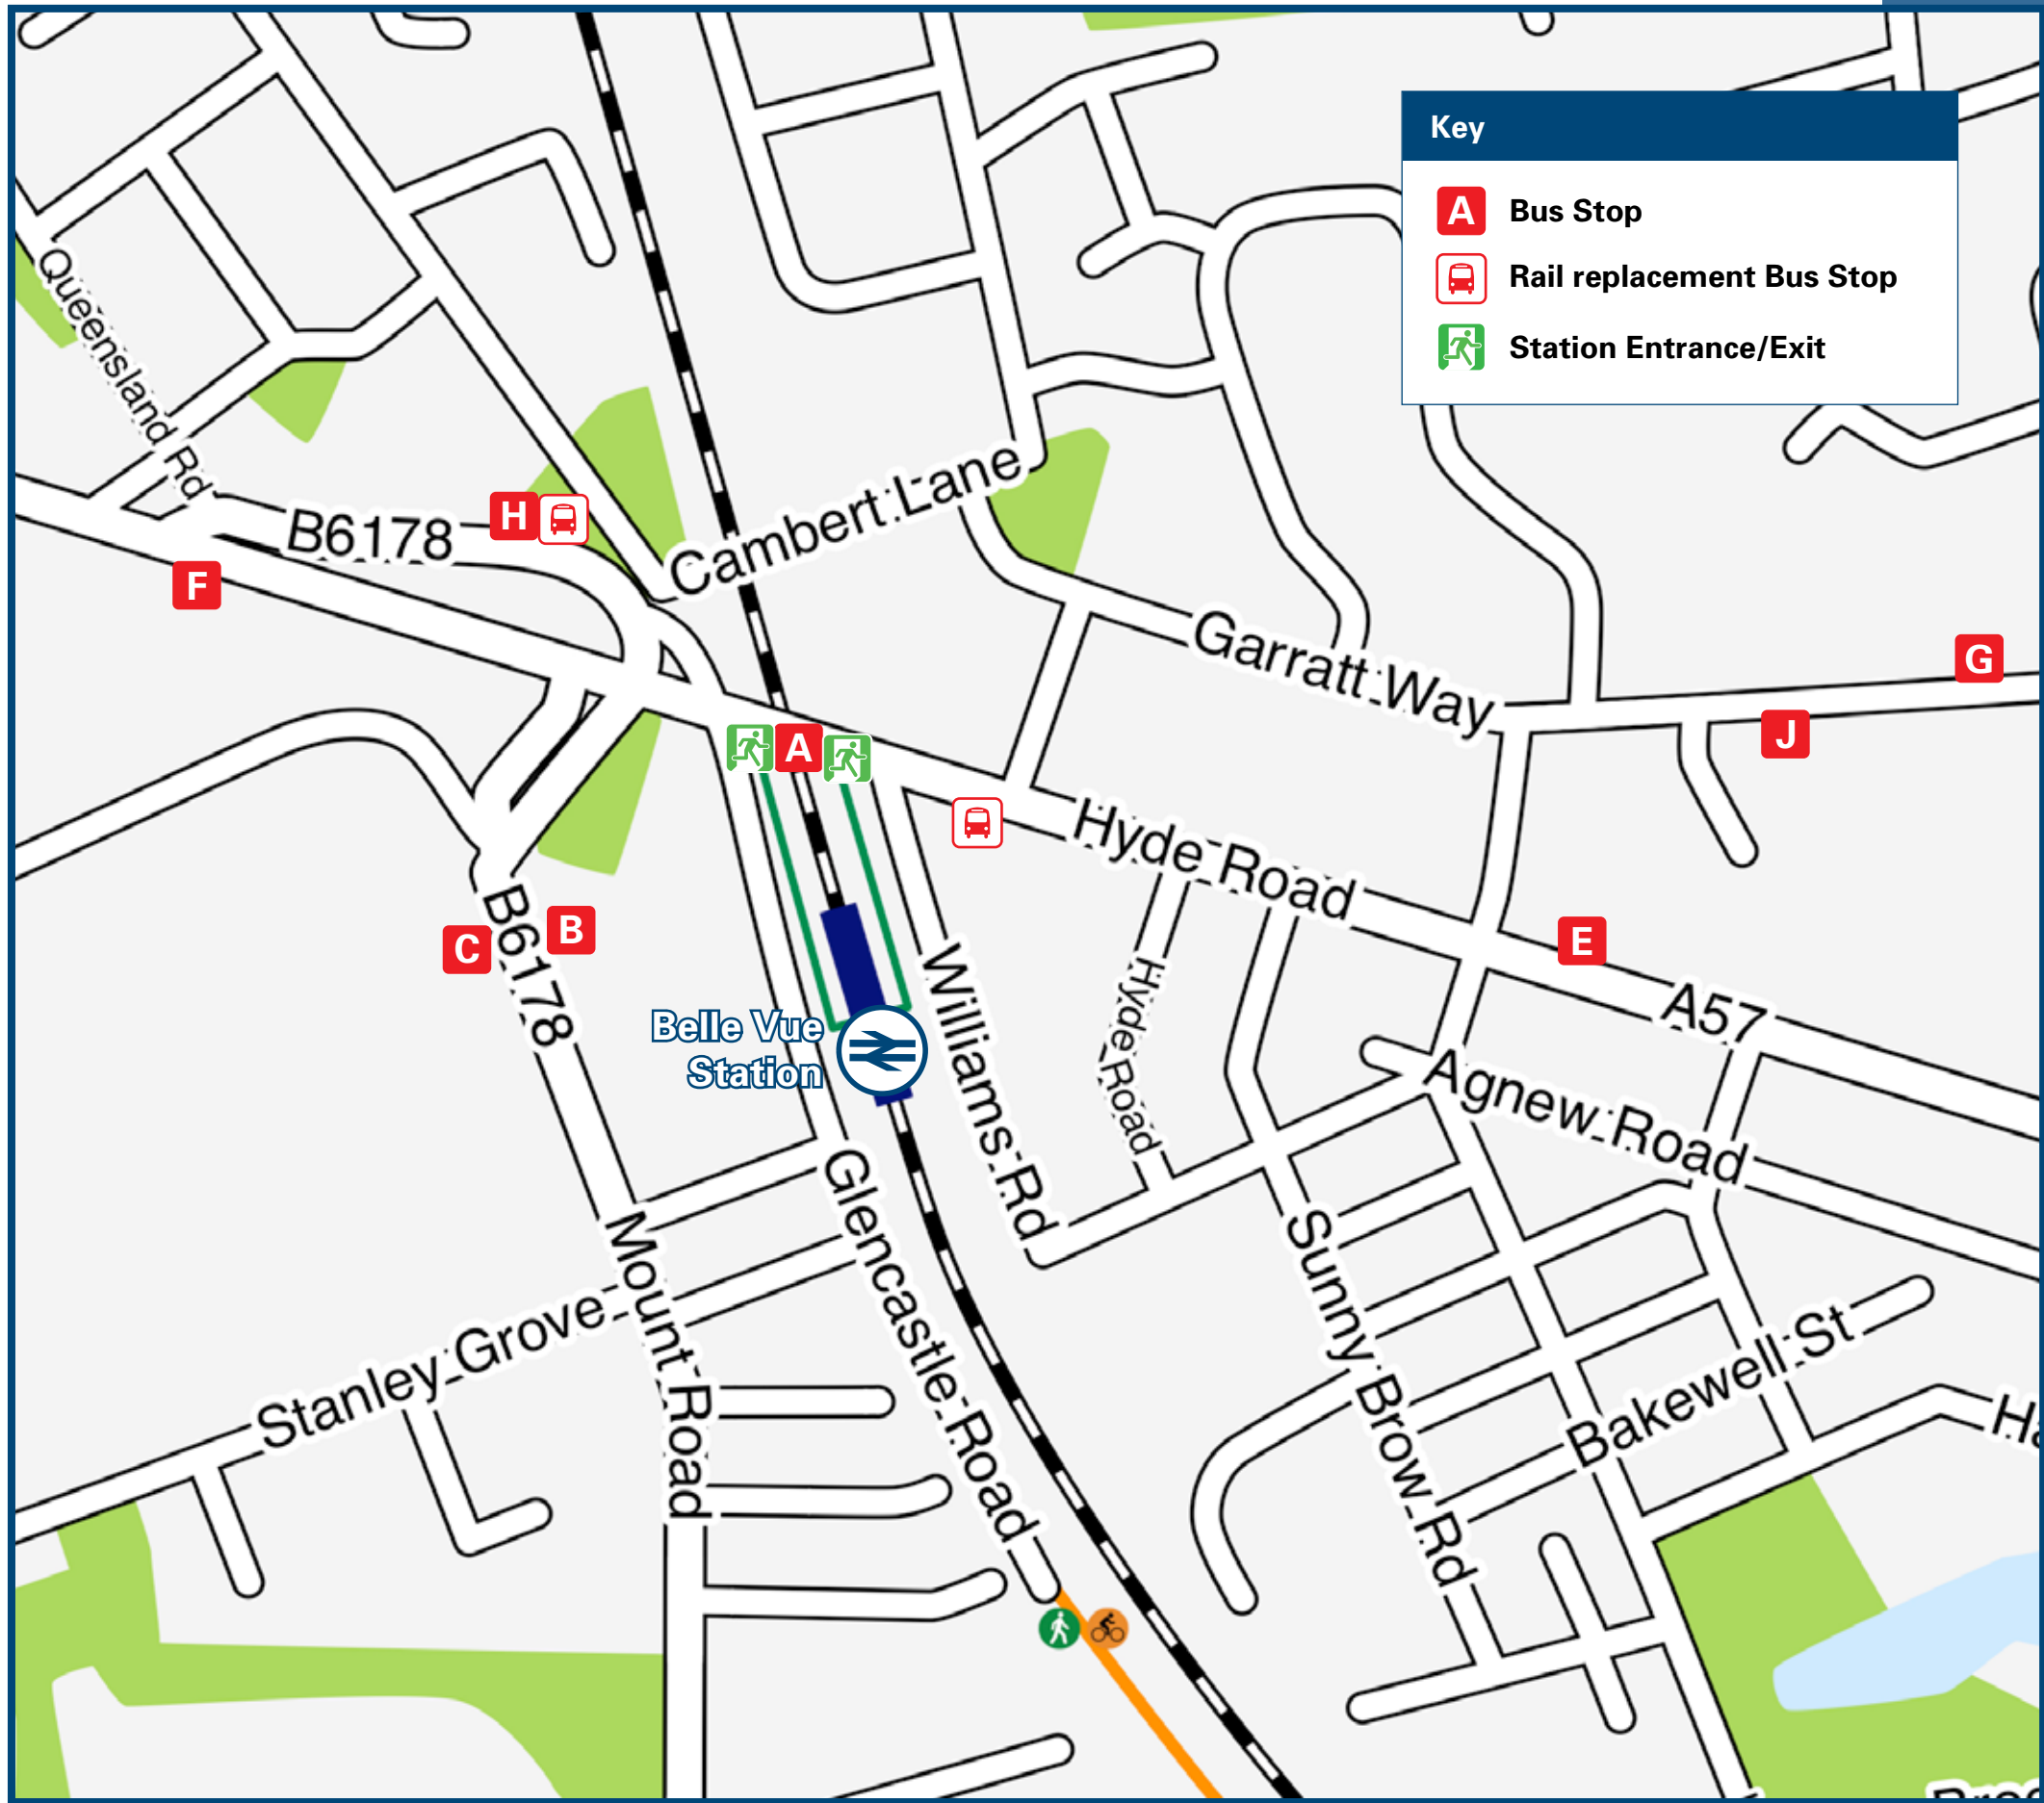 Key
A Bus Stop
Rail replacement Bus Stop
Station Entrance/Exit
Queensland Rd
B6178
H
Cambert Lane
F
Garratt Way
G
J
A
Hyde Road
B6178
C
B
E
A57
Williams Rd
Hyde Road
Belle Vue
Station
Agnew Road
Glencastle Road
Mount Road
Sunny Brow Rd
Stanley Grove
Bakewell St